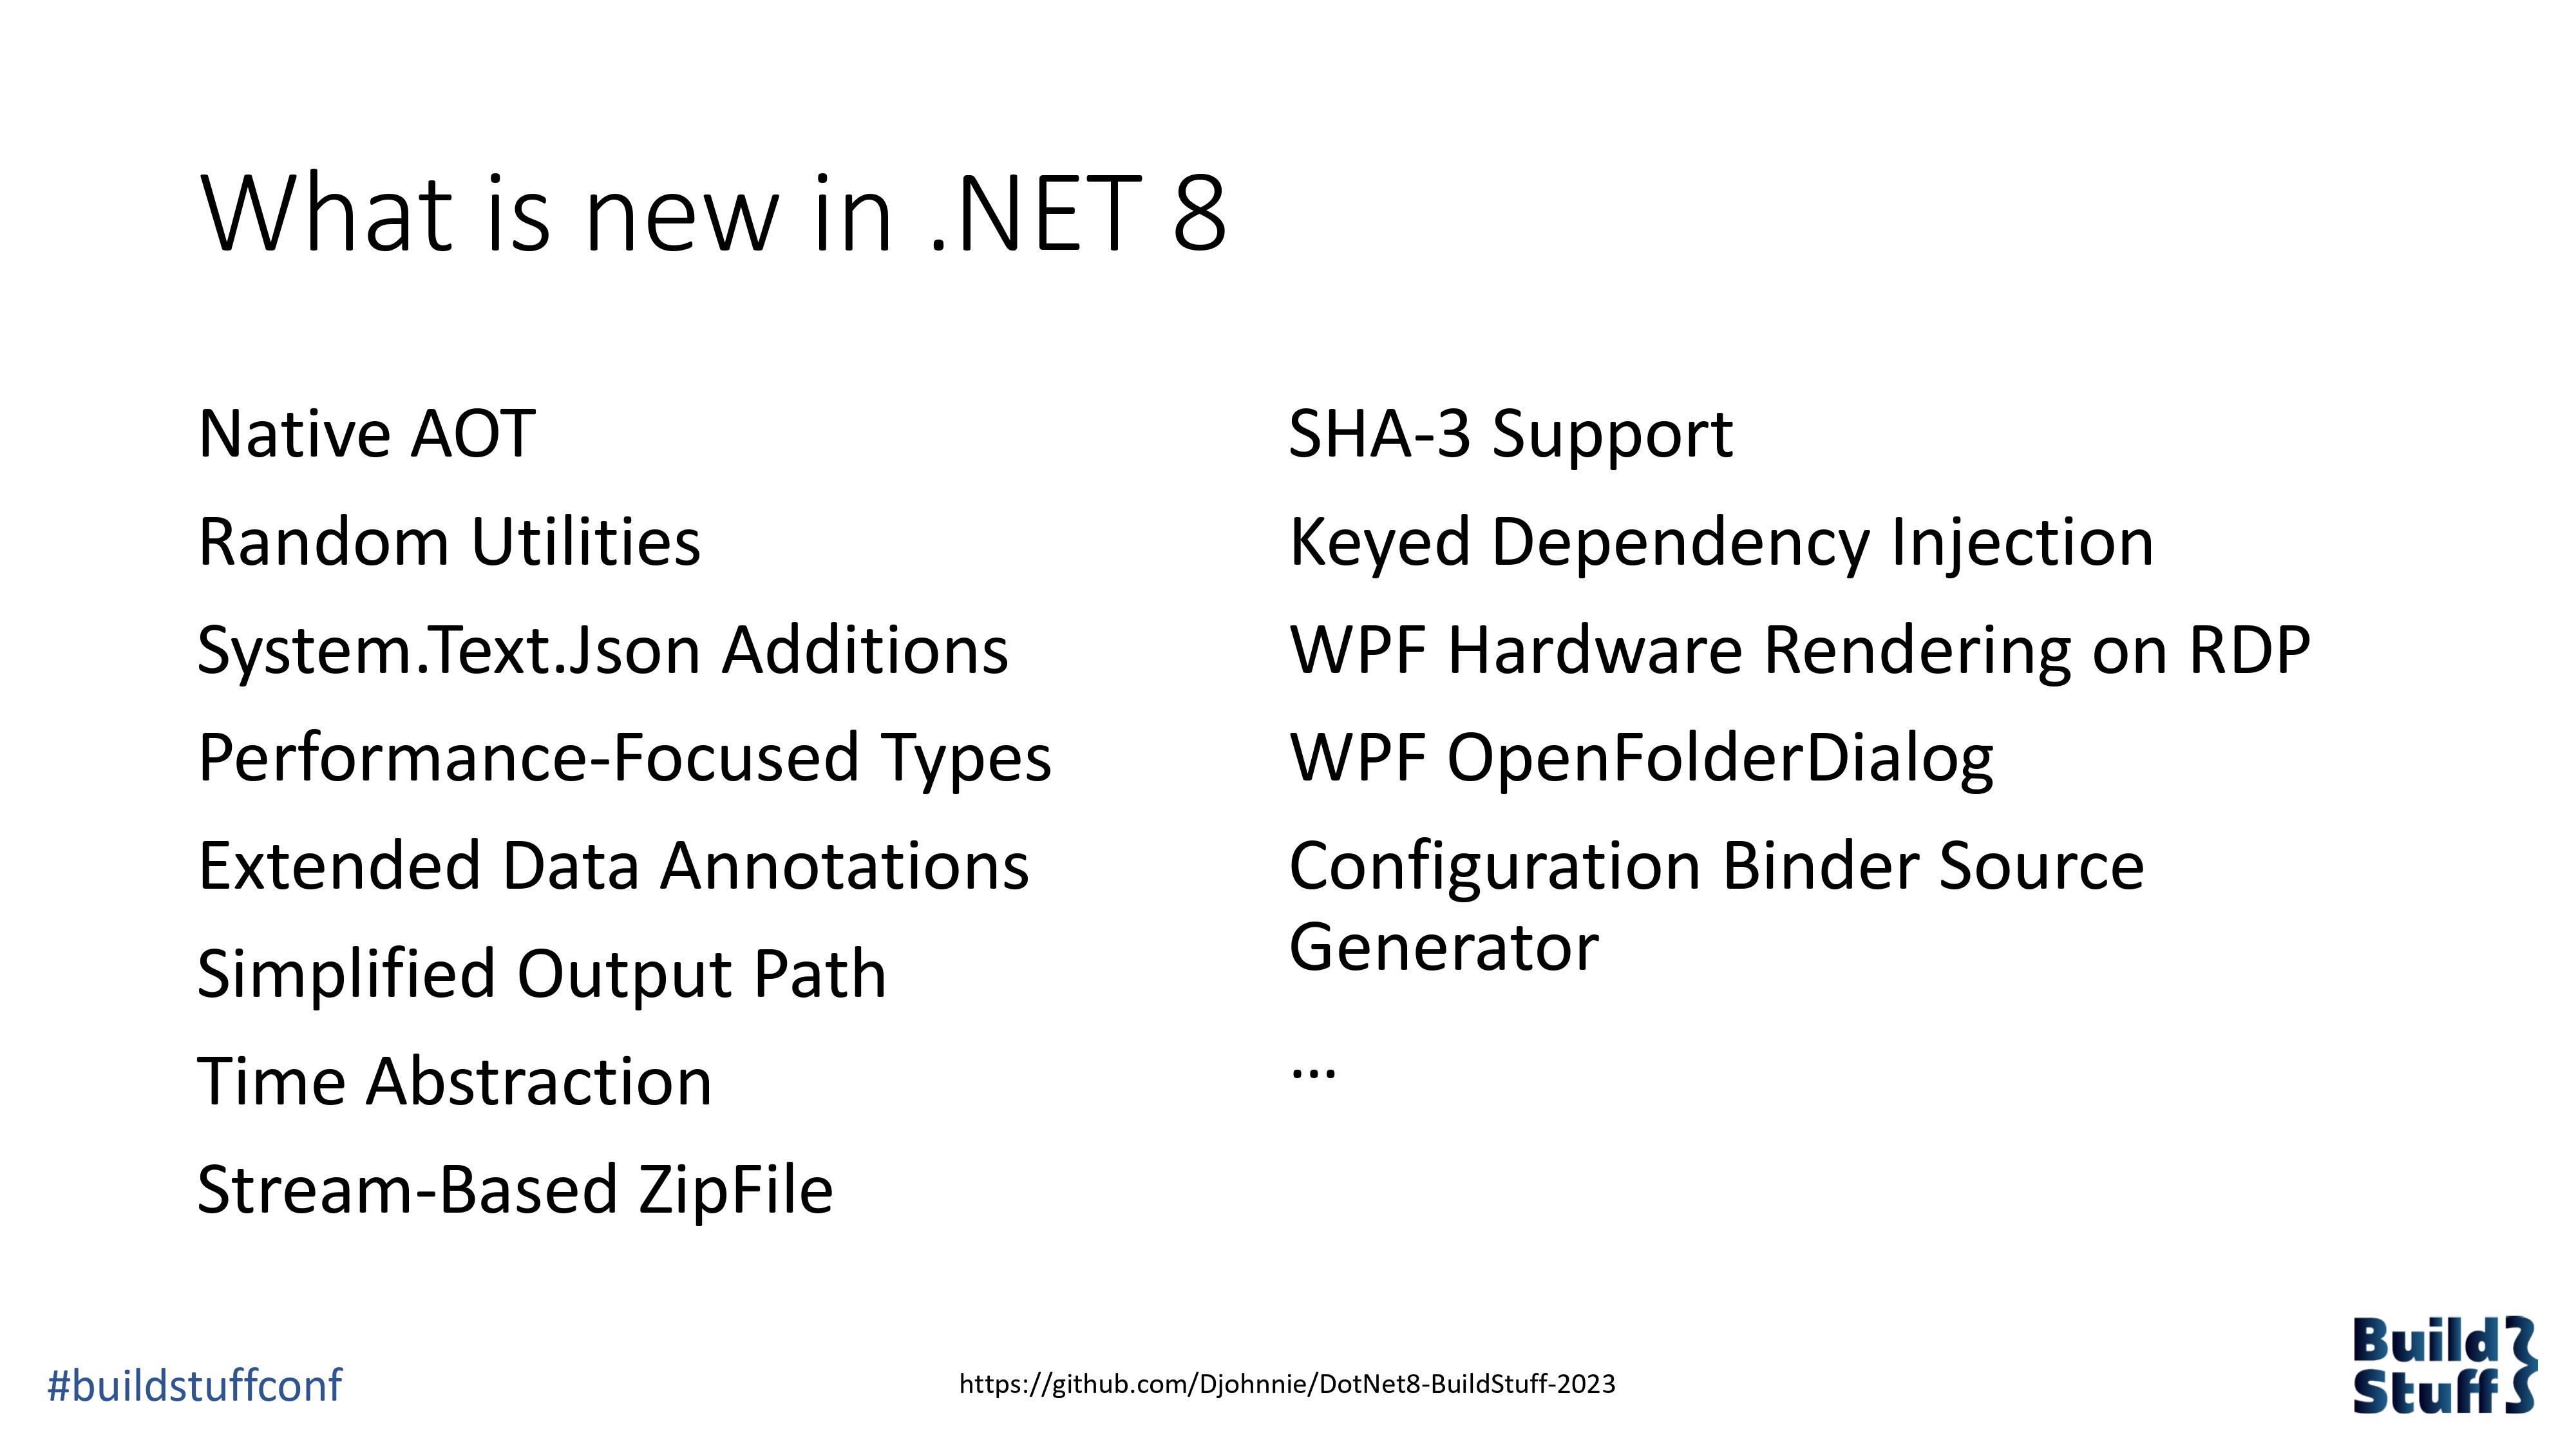 What is new in .NET 8
Native AOT
Random Utilities
System.Text.Json Additions
Performance-Focused Types
Extended Data Annotations
Simplified Output Path
Time Abstraction
Stream-Based ZipFile
SHA-3 Support
Keyed Dependency Injection
WPF Hardware Rendering on RDP
WPF OpenFolderDialog
Configuration Binder Source
Generator
...
#buildstuffconf
https://github.com/Djohnnie/DotNet8-BuildStuff-2023
Build
Stuff